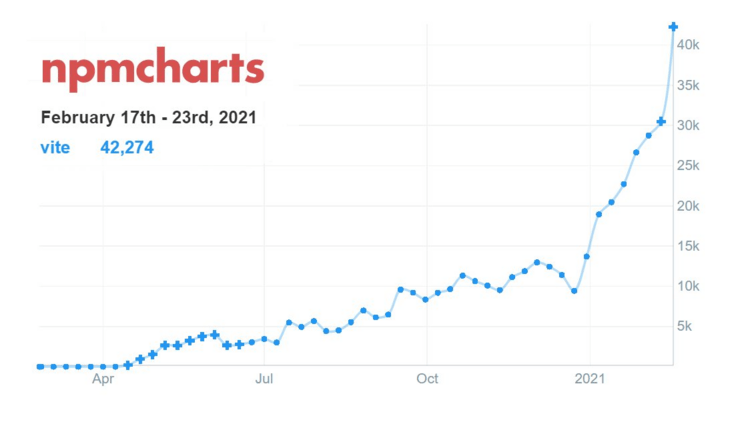 npmcharts
February 17th - 23rd, 2021
vite 42,274
40k
35k
30k
25k
20k
15k
10k
5k
Apr Jul Oct 2021